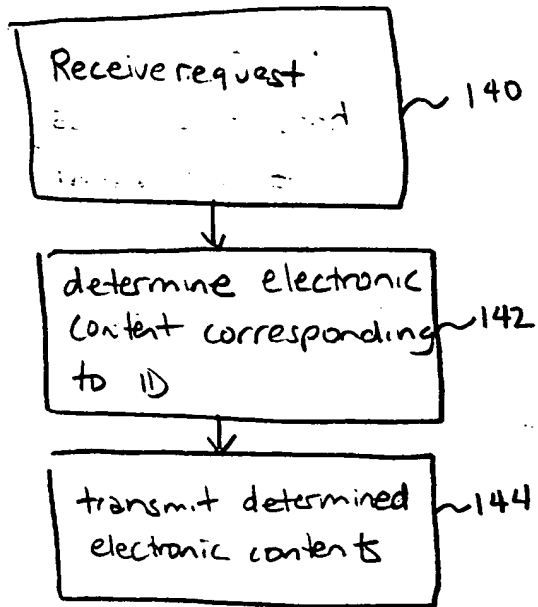 Receive request
140
determine electronic
content corresponding
to ID
142
transmit determined
electronic contents
144